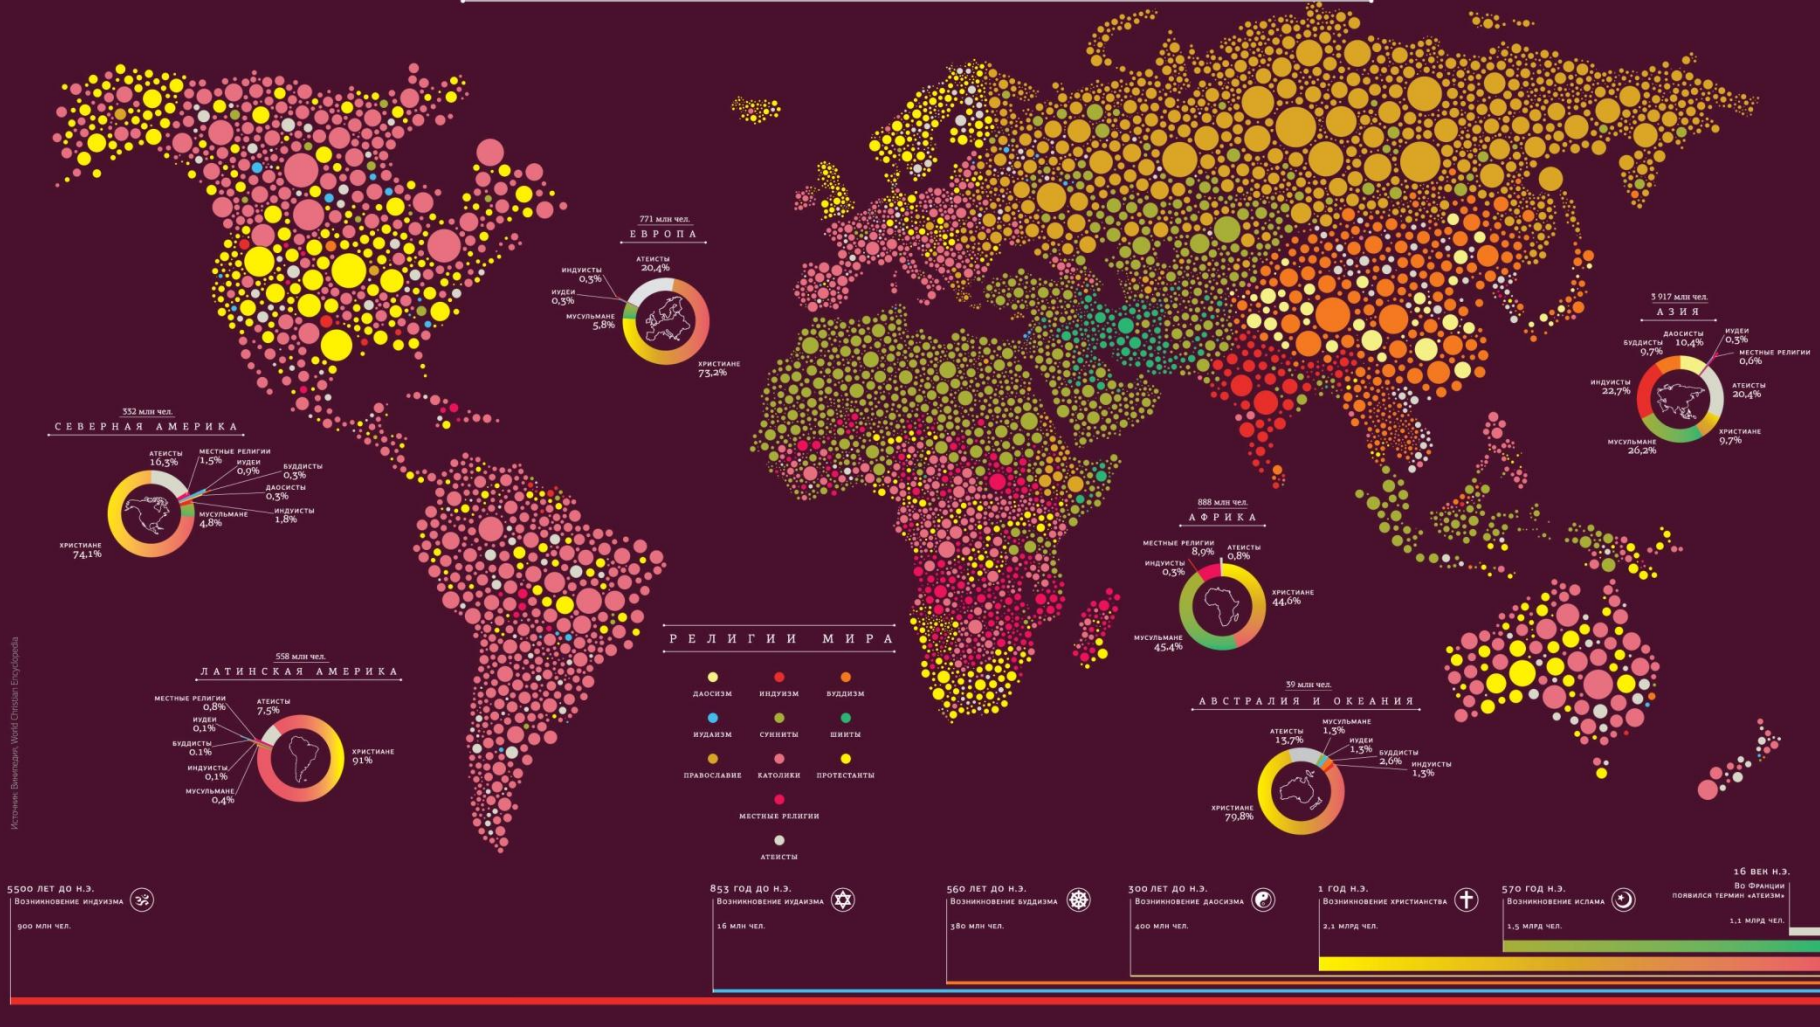 771 млн чел.
ЕВРОПА
АТЕИСТЫ
20,4%
ИНДУИСТЫ
0,3%
ИУДЕИ
0,3%
МУСУЛЬМАНЕ
5,8%
ХРИСТИАНЕ
73,2%
3 917 млн чел.
АЗИЯ
ДАОСИСТЫ
10,4%
ИУДЕИ
0,3%
БУДДИСТЫ
9,7%
МЕСТНЫЕ РЕЛИГИИ
0,6%
ИНДУИСТЫ
22,7%
АТЕИСТЫ
20,4%
ХРИСТИАНЕ
9,7%
МУСУЛЬМАНЕ
26,2%
332 млн чел.
СЕВЕРНАЯ АМЕРИКА
АТЕИСТЫ
16,3%
МЕСТНЫЕ РЕЛИГИИ
1,5%
ИУДЕИ
0,9%
БУДДИСТЫ
0,3%
ДАОСИСТЫ
0,3%
ИНДУИСТЫ
1,8%
МУСУЛЬМАНЕ
4,8%
ХРИСТИАНЕ
74,1%
888 млн чел.
АФРИКА
МЕСТНЫЕ РЕЛИГИИ
8,9%
АТЕИСТЫ
0,8%
ИНДУИСТЫ
0,3%
ХРИСТИАНЕ
44,6%
МУСУЛЬМАНЕ
45,4%
558 млн чел.
ЛАТИНСКАЯ АМЕРИКА
МЕСТНЫЕ РЕЛИГИИ
0,8%
АТЕИСТЫ
7,5%
ИУДЕИ
0,1%
БУДДИСТЫ
0,1%
ИНДУИСТЫ
0,1%
МУСУЛЬМАНЕ
0,4%
ХРИСТИАНЕ
91%
РЕЛИГИИ МИРА
ДАОСИЗМ
ИНДУИЗМ
БУДДИЗМ
ИУДАИЗМ
СУННИТЫ
ШИИТЫ
ПРАВОСЛАВИЕ
КАТОЛИКИ
ПРОТЕСТАНТЫ
МЕСТНЫЕ РЕЛИГИИ
АТЕИСТЫ
39 млн чел.
АВСТРАЛИЯ И ОКЕАНИЯ
АТЕИСТЫ
13,7%
МУСУЛЬМАНЕ
1,3%
ИУДЕИ
1,3%
БУДДИСТЫ
2,6%
ИНДУИСТЫ
1,3%
ХРИСТИАНЕ
79,8%
Источник: Википедия, World Christian Encyclopedia
5500 ЛЕТ ДО Н.Э.
ВОЗНИКНОВЕНИЕ ИНДУИЗМА
900 МЛН ЧЕЛ.
853 ГОД ДО Н.Э.
ВОЗНИКНОВЕНИЕ ИУДАИЗМА
16 МЛН ЧЕЛ.
560 ЛЕТ ДО Н.Э.
ВОЗНИКНОВЕНИЕ БУДДИЗМА
380 МЛН ЧЕЛ.
300 ЛЕТ ДО Н.Э.
ВОЗНИКНОВЕНИЕ ДАОСИЗМА
400 МЛН ЧЕЛ.
1 ГОД Н.Э.
ВОЗНИКНОВЕНИЕ ХРИСТИАНСТВА
2,1 МЛРД ЧЕЛ.
570 ГОД Н.Э.
ВОЗНИКНОВЕНИЕ ИСЛАМА
1,5 МЛРД ЧЕЛ.
16 ВЕК Н.Э.
ВО ФРАНЦИИ
ПОЯВИЛСЯ ТЕРМИН «АТЕИЗМ»
1,1 МЛРД ЧЕЛ.